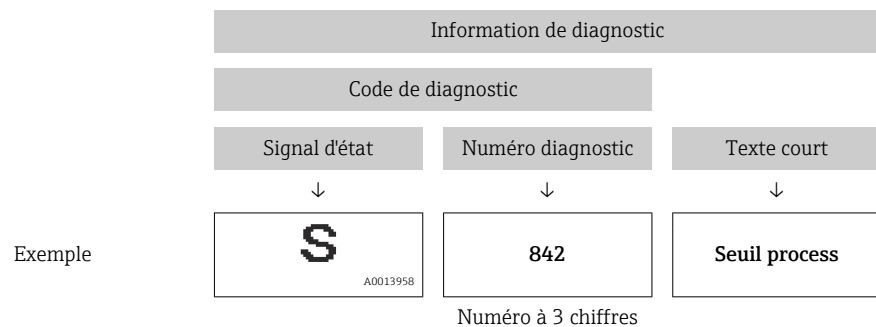 Information de diagnostic
Code de diagnostic
Signal d'état Numéro diagnostic Texte court
↓ ↓ ↓
Exemple S 842 Seuil process
A0013958
Numéro à 3 chiffres